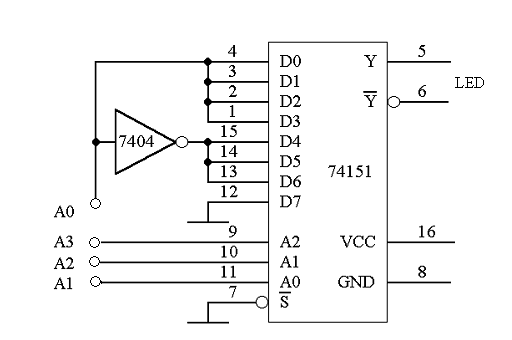 4 D0 Y 5
3 D1
2 D2 Y 6 LED
1 D3
7404 15 D4
14 D5
74151
13 D6
12 D7
A0
A3 9 A2 VCC 16
A2 10 A1
A1 11 A0 GND 8
7 S